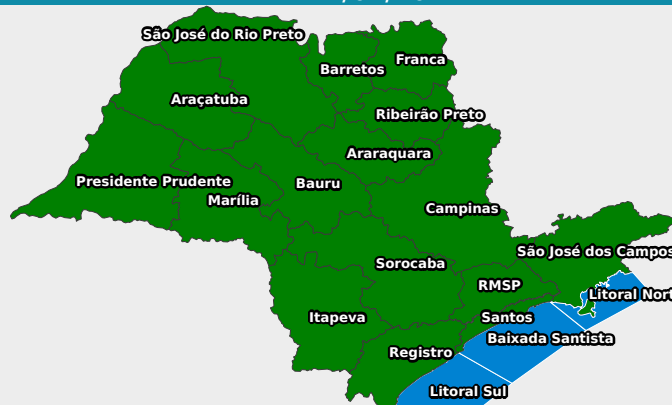 São José do Rio Preto
Franca
Barretos
Araçatuba
Ribeirão Preto
Araraquara
Presidente Prudente
Bauru
Marília
Campinas
São José dos Campos
Sorocaba
RMSP
Litoral Nort
Itapeva
Santos
Baixada Santista
Registro
Litoral Sul